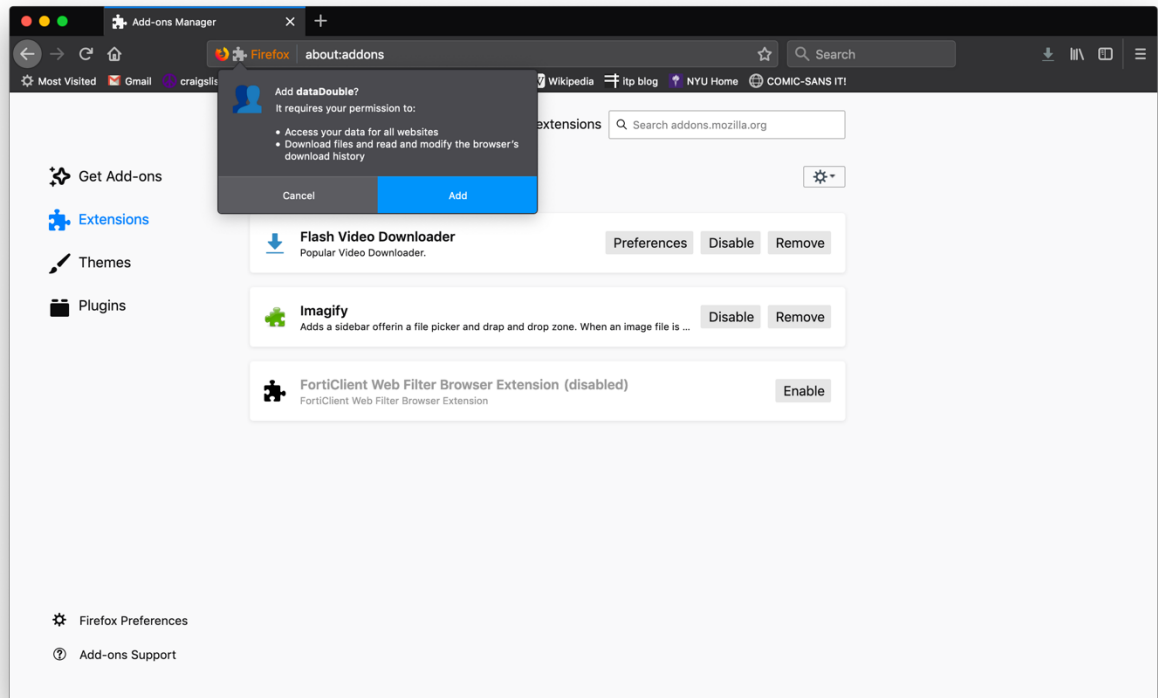 Add-ons Manager
Firefox about:addons
Search
Most Visited
Gmail
craigslis
Wikipedia
itp blog
NYU Home
COMIC-SANS IT!
Add dataDouble?
It requires your permission to:
Access your data for all websites
Download files and read and modify the browser's
download history
Cancel
Add
extensions
Search addons.mozilla.org
Get Add-ons
Extensions
Themes
Plugins
Flash Video Downloader
Popular Video Downloader.
Preferences
Disable
Remove
Imagify
Adds a sidebar offerin a file picker and drap and drop zone. When an image file is ...
Disable
Remove
FortiClient Web Filter Browser Extension (disabled)
FortiClient Web Filter Browser Extension
Enable
Firefox Preferences
Add-ons Support